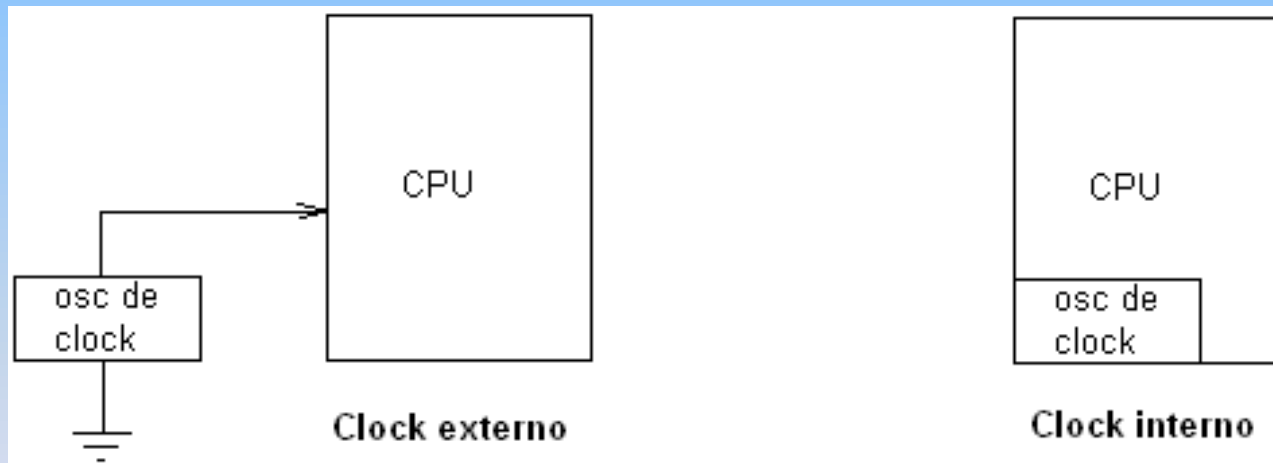 CPU
osc de
clock
Clock externo
CPU
osc de
clock
Clock interno